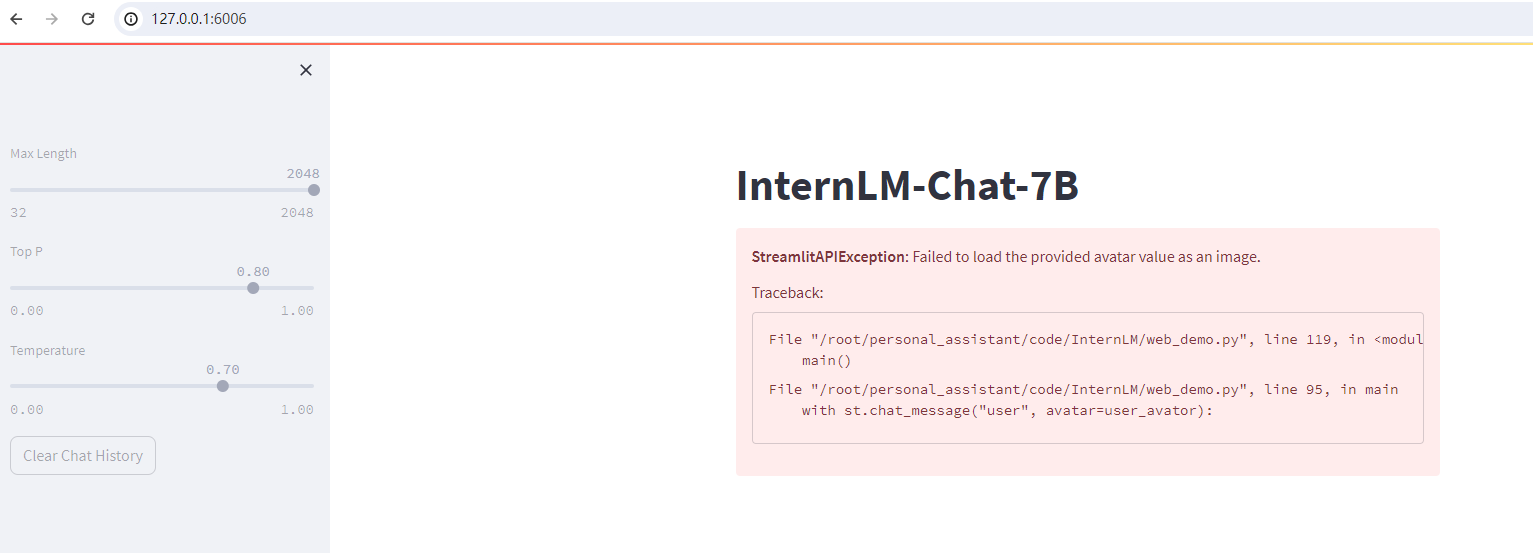 127.0.0.1:6006
Max Length
2048
32 2048
Top P
0.80
0.00 1.00
Temperature
0.70
0.00 1.00
Clear Chat History
InternLM-Chat-7B
StreamlitAPIException: Failed to load the provided avatar value as an image.
Traceback:
File "/root/personal_assistant/code/InternLM/web_demo.py", line 119, in <modul
main()
File "/root/personal_assistant/code/InternLM/web_demo.py", line 95, in main
with st.chat_message("user", avatar=user_avator):